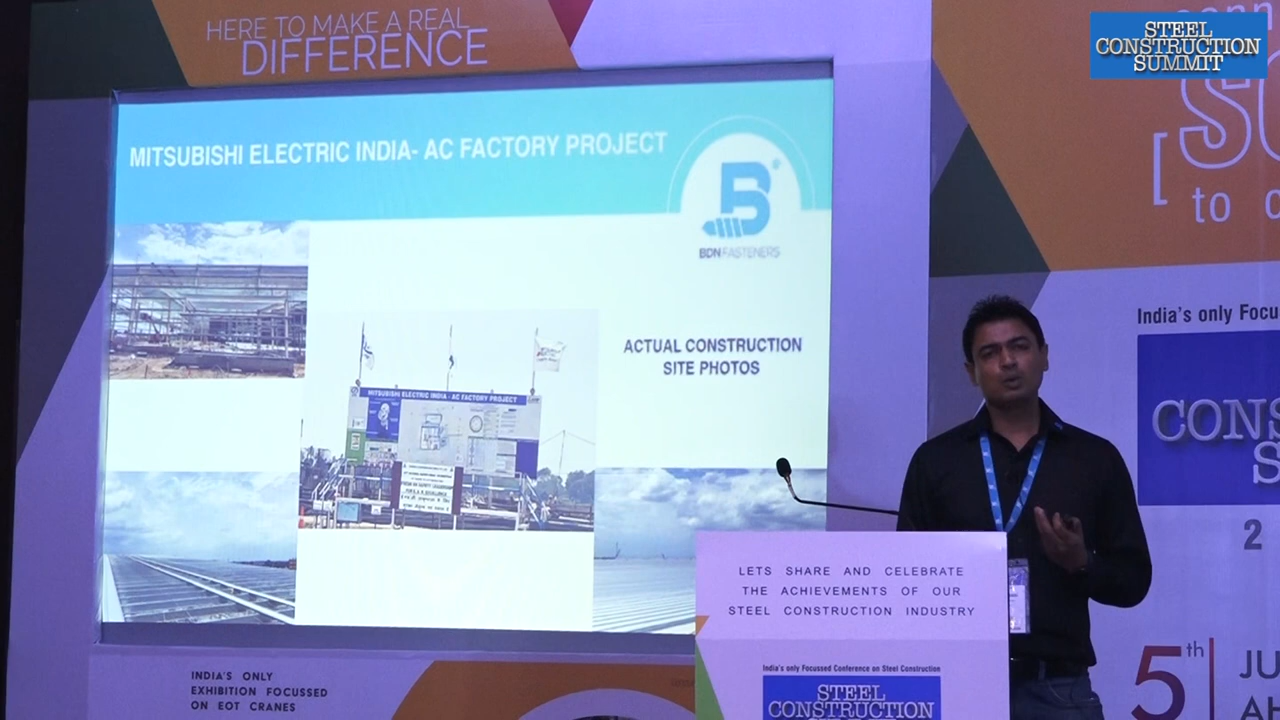 HERE TO MAKE A REAL
DIFFERENCE
STEEL
CONSTRUCTION
SUMMIT
MITSUBISHI ELECTRIC INDIA- AC FACTORY PROJECT
B
BDN FASTENERS
to
India's only Focu
ACTUAL CONSTRUCTION
SITE PHOTOS
MITSUBISHI ELECTRIC INDIA- AC FACTORY PROJECT
CONS
S
2
LETS SHARE AND CELEBRATE
THE ACHIEVEMENTS OF OUR
STEEL CONSTRUCTION INDUSTRY
India's only Focussed Conference on Steel Construction
STEEL
CONSTRUCTION
INDIA'S ONLY
EXHIBITION FOCUSSED
ON EOT CRANES
5th
JU
AH